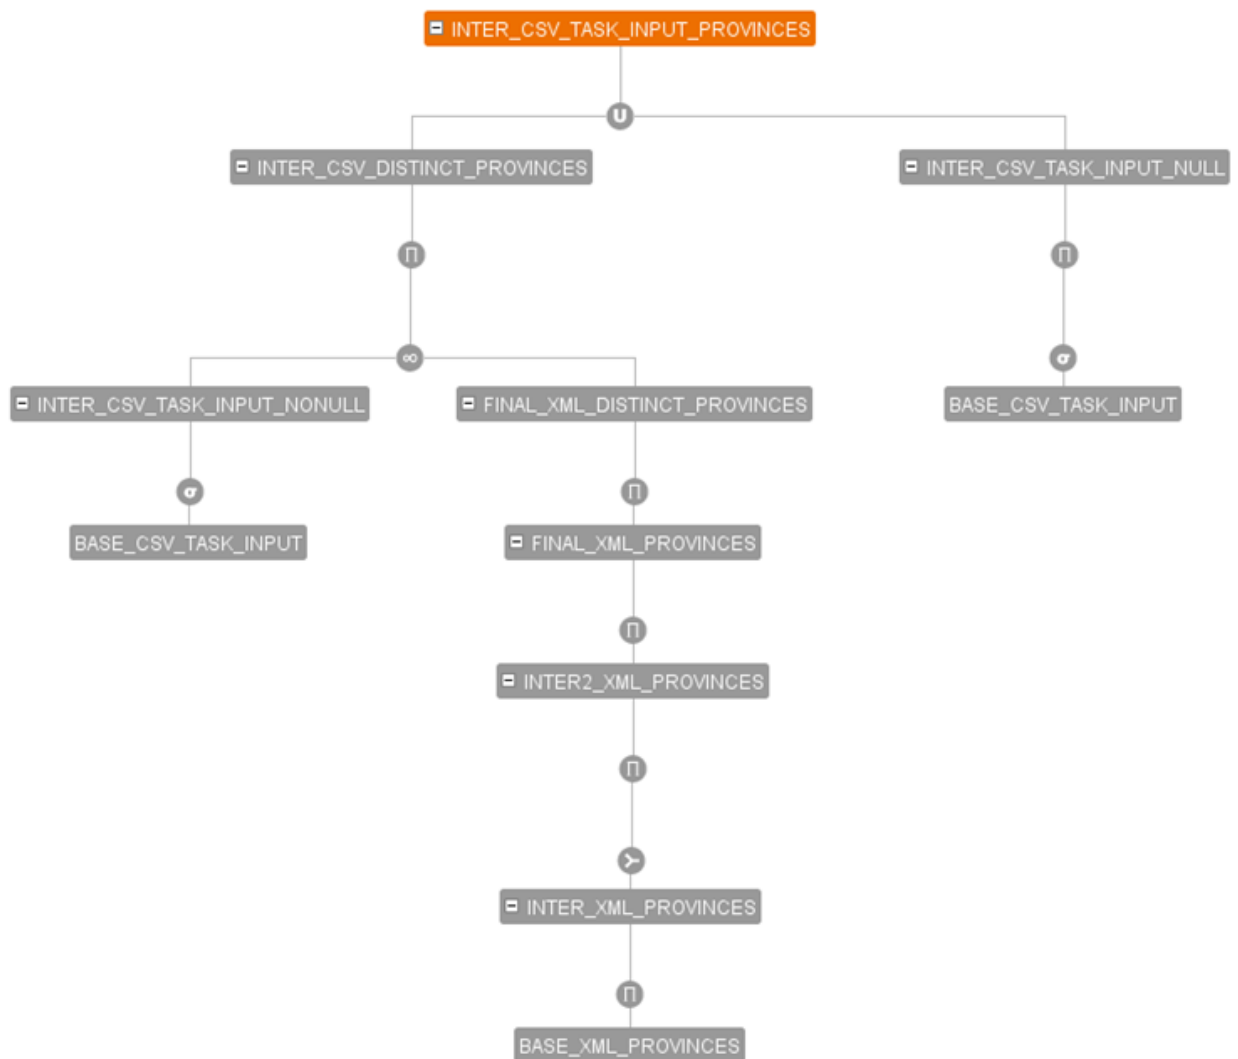 INTER_CSV_TASK_INPUT_PROVINCES
U
INTER_CSV_DISTINCT_PROVINCES
INTER_CSV_TASK_INPUT_NULL
∏
∏
∞
σ
INTER_CSV_TASK_INPUT_NONULL
FINAL_XML_DISTINCT_PROVINCES
BASE_CSV_TASK_INPUT
σ
∏
BASE_CSV_TASK_INPUT
FINAL_XML_PROVINCES
∏
INTER2_XML_PROVINCES
∏
INTER_XML_PROVINCES
∏
BASE_XML_PROVINCES